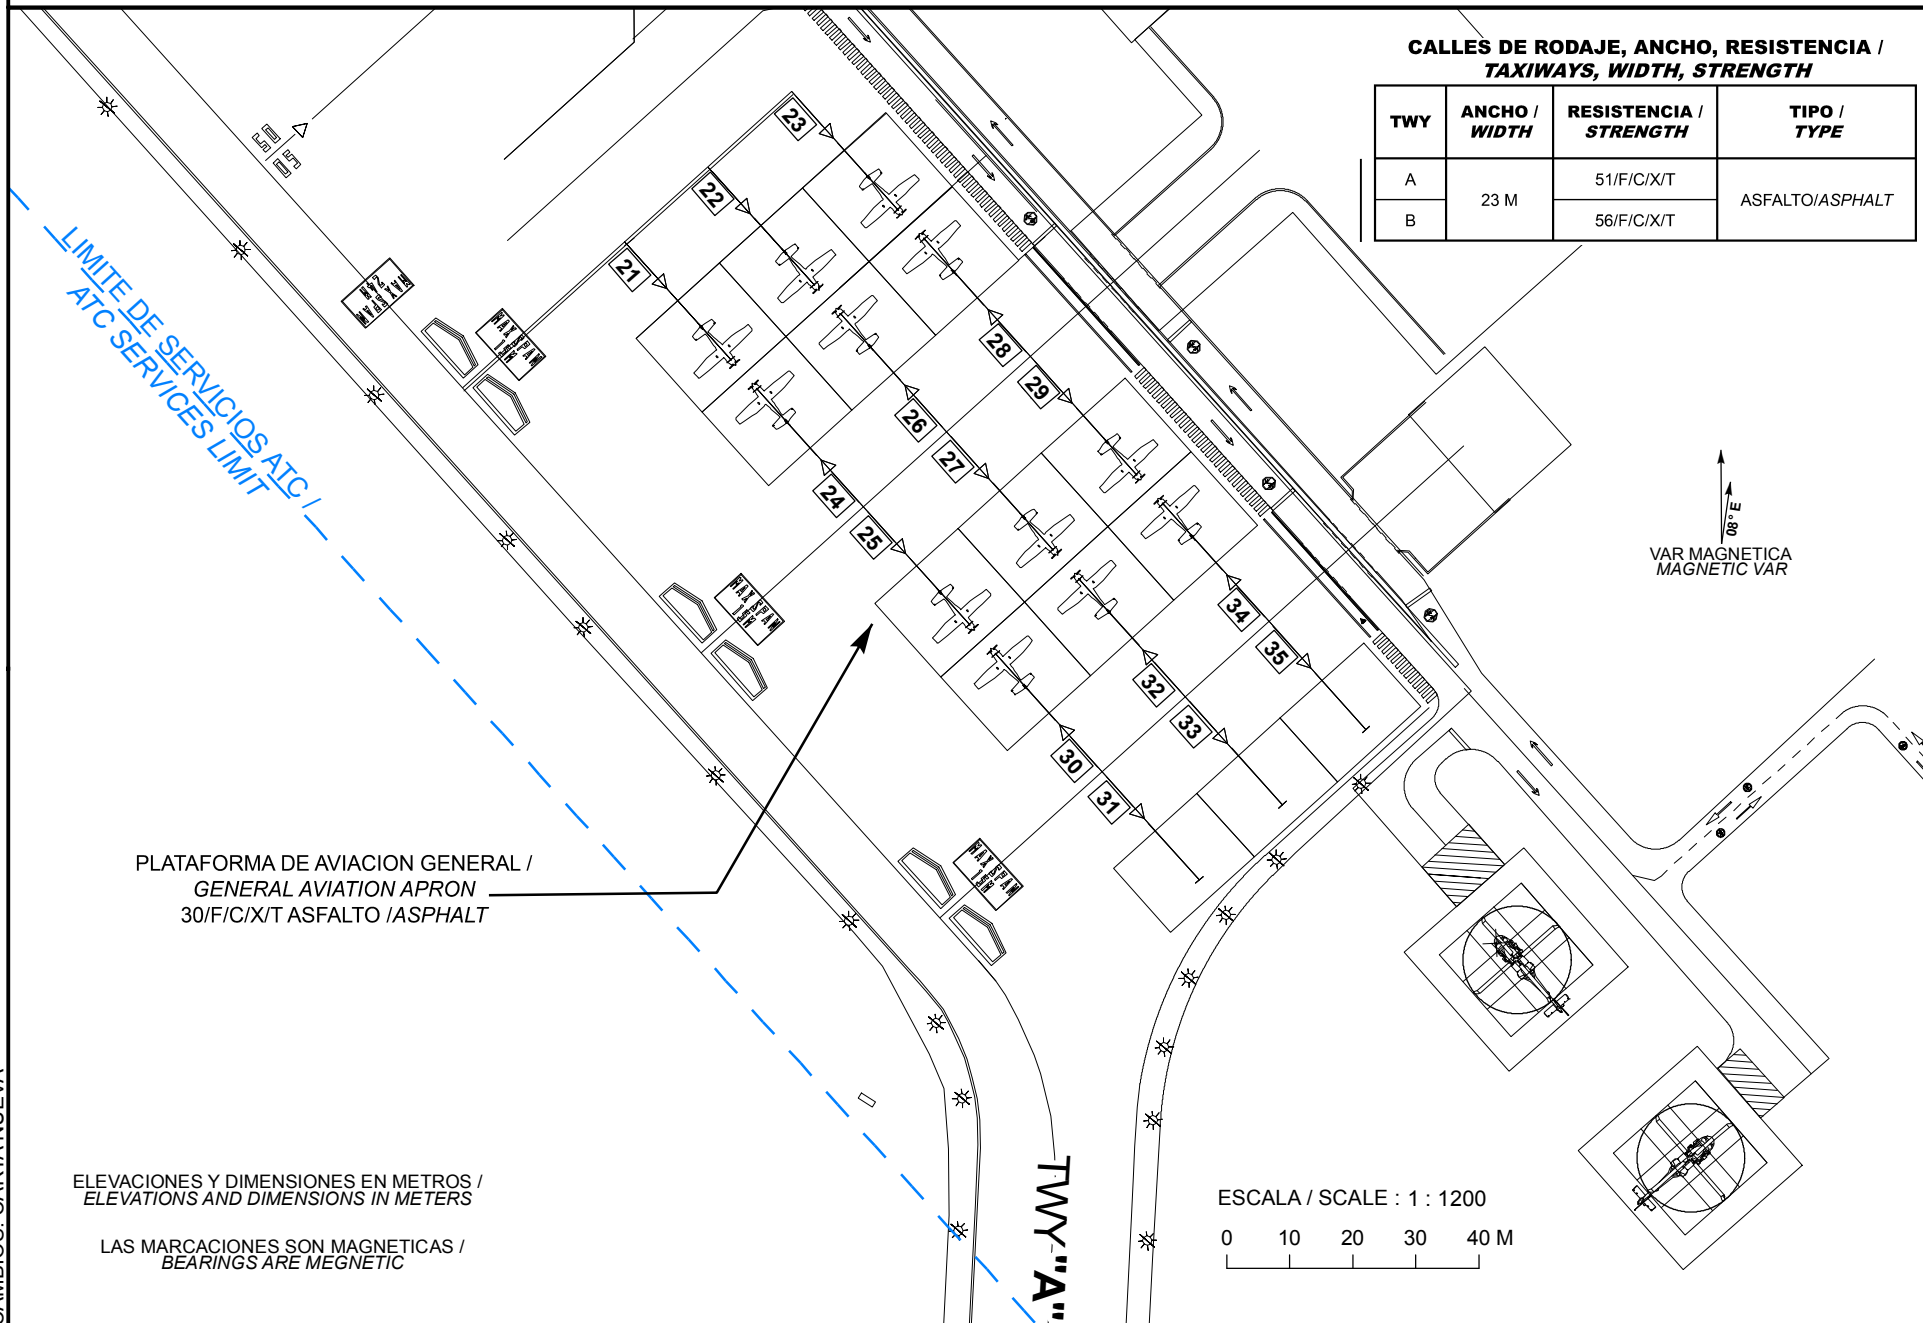 CALLES DE RODAJE, ANCHO, RESISTENCIA /
TAXIWAYS, WIDTH, STRENGTH
TWY
ANCHO /
WIDTH
RESISTENCIA /
STRENGTH
TIPO /
TYPE
A
23 M
51/F/C/X/T
ASFALTO/ASPHALT
B
56/F/C/X/T
LIMITE DE SERVICIOS ATC /
ATC SERVICES LIMIT
23
22
21
28
29
26
27
24
25
34
35
32
33
30
31
08° E
VAR MAGNETICA
MAGNETIC VAR
PLATAFORMA DE AVIACION GENERAL /
GENERAL AVIATION APRON
30/F/C/X/T ASFALTO /ASPHALT
ELEVACIONES Y DIMENSIONES EN METROS /
ELEVATIONS AND DIMENSIONS IN METERS
LAS MARCACIONES SON MAGNETICAS /
BEARINGS ARE MEGNETIC
TWY "A"
ESCALA / SCALE : 1 : 1200
0 10 20 30 40 M